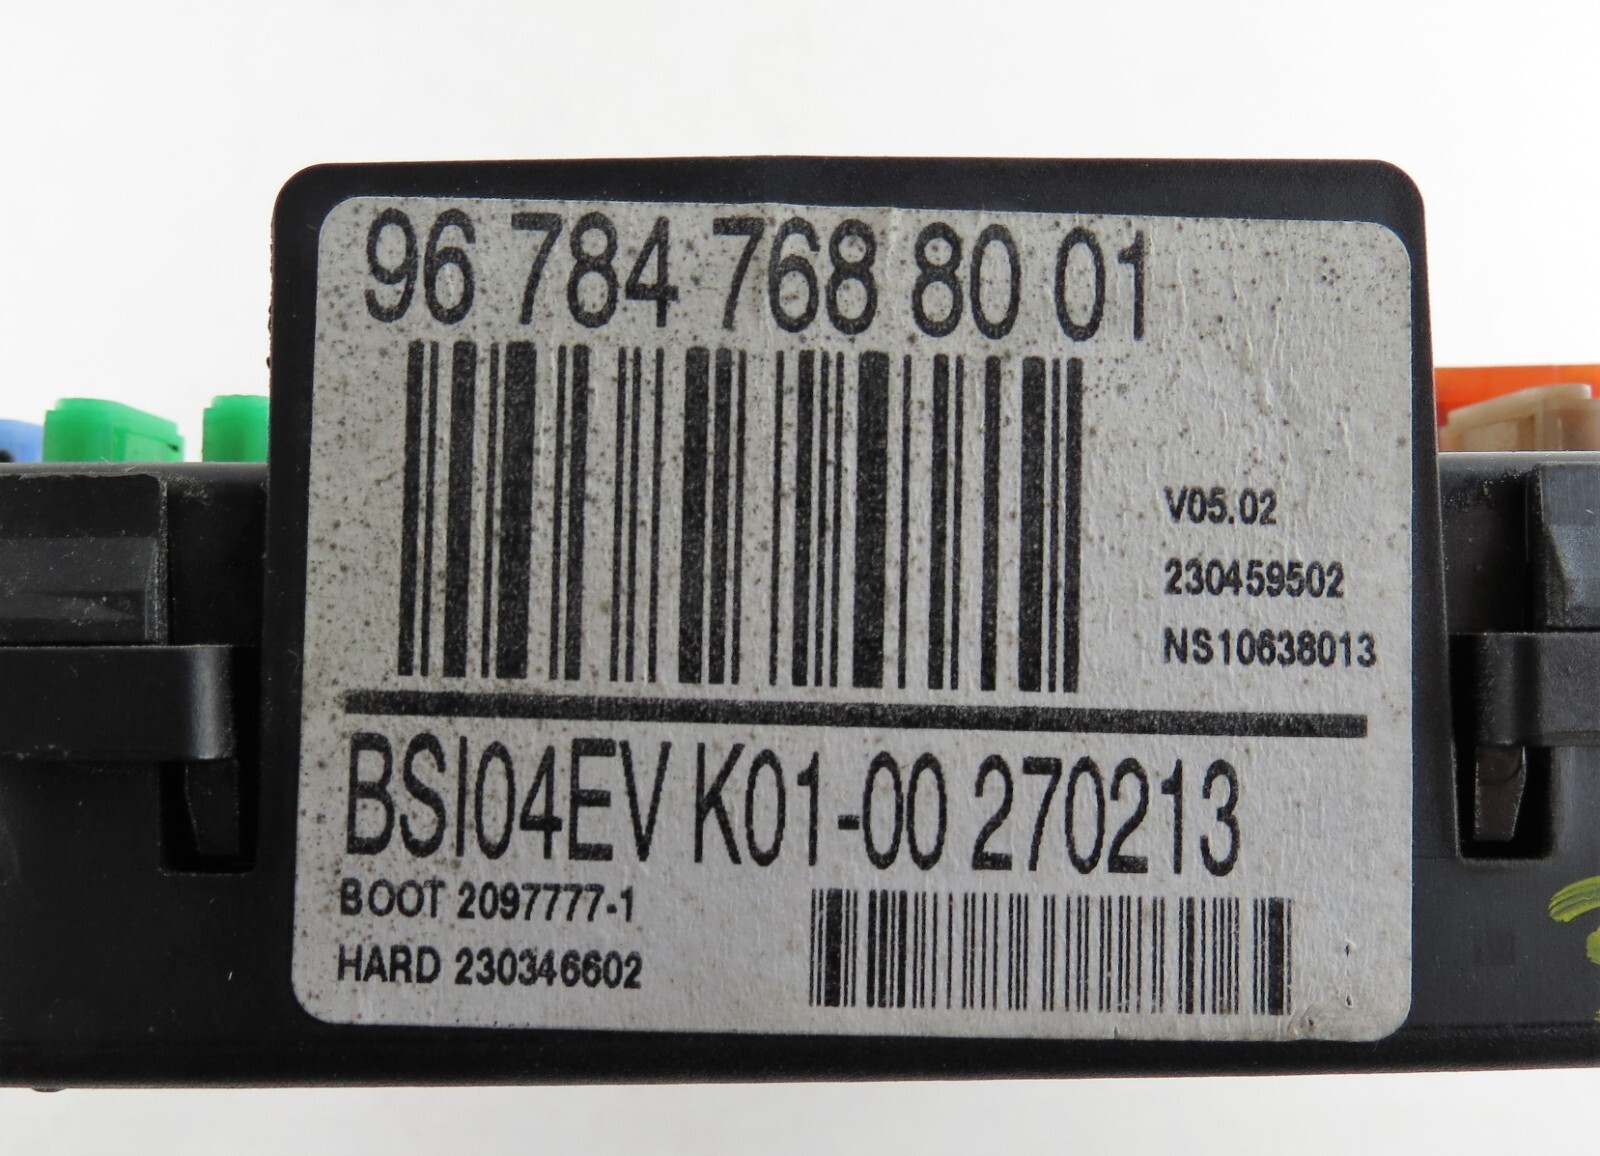 96 784 768 80 01
V05.02
230459502
NS10638013
BSI04EV K01-00 270213
BOOT 2097777-1
HARD 230346602